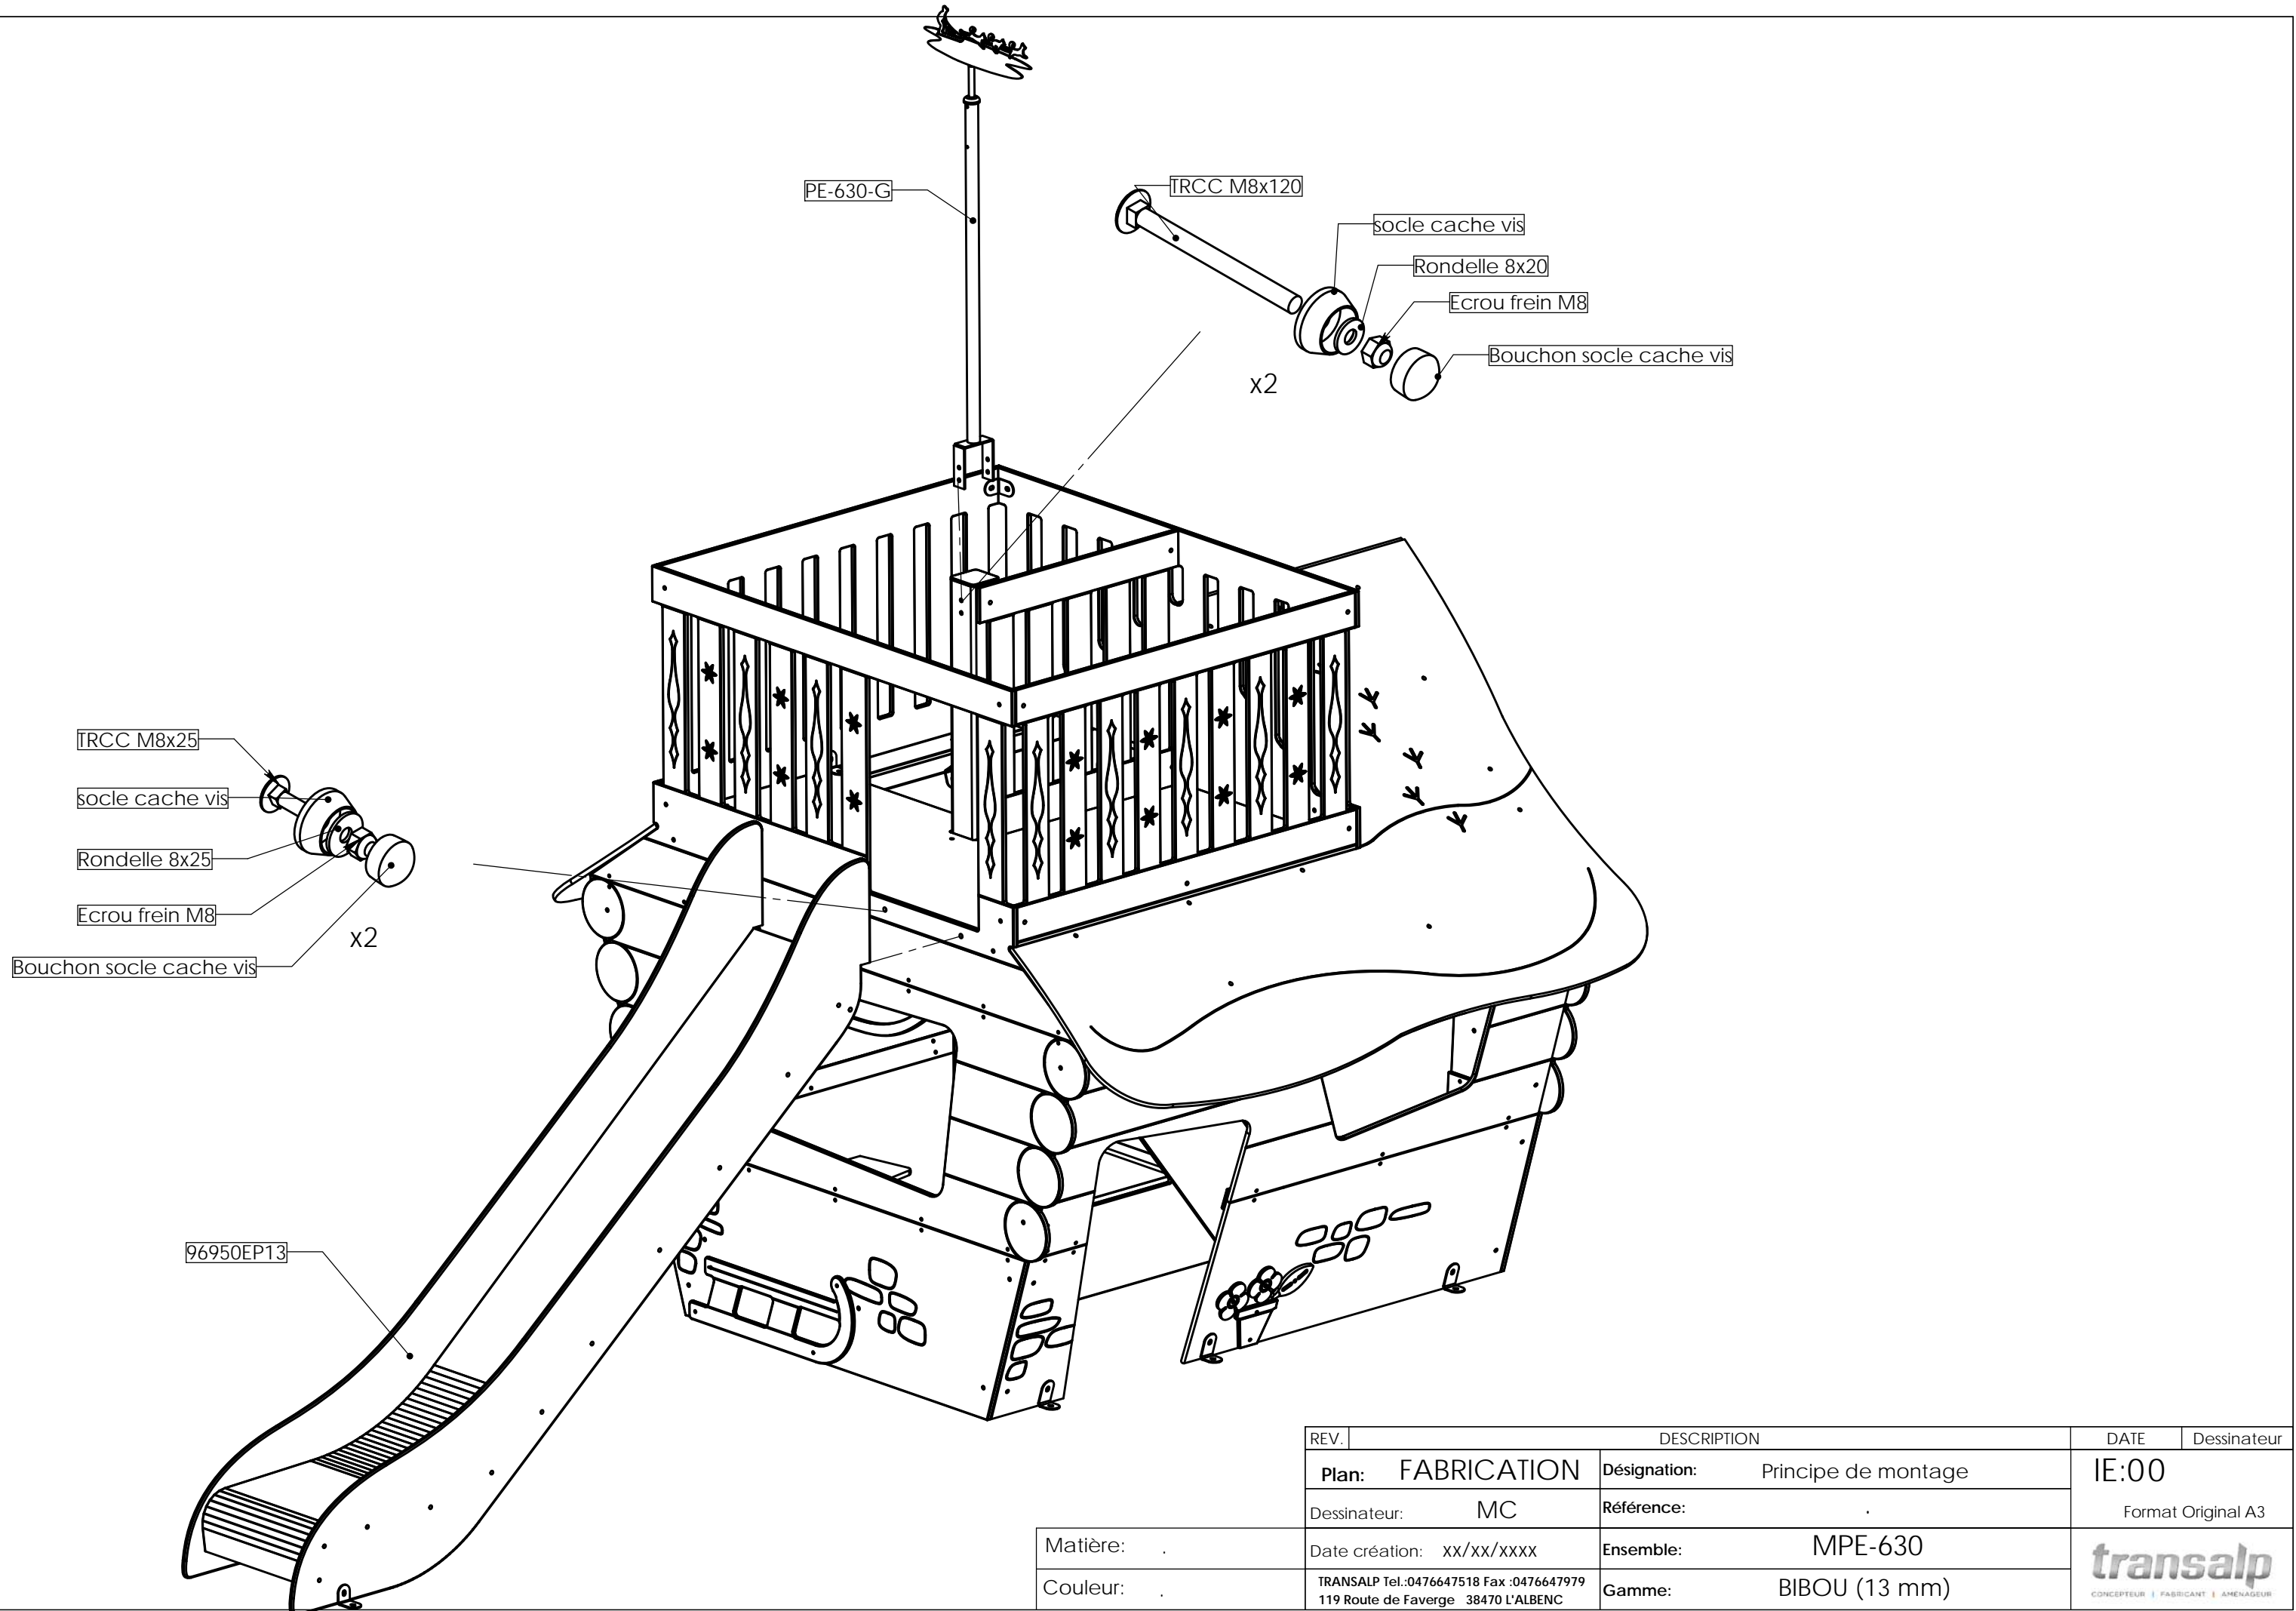 PE-630-G
TRCC M8x120
socle cache vis
Rondelle 8x20
Ecrou frein M8
Bouchon socle cache vis
x2
TRCC M8x25
socle cache vis
Rondelle 8x25
Ecrou frein M8
x2
Bouchon socle cache vis
96950EP13
REV. DESCRIPTION DATE Dessinateur
Plan: FABRICATION Désignation: Principe de montage IE:00
Dessinateur: MC Référence: . Format Original A3
Matière: . Date création: xx/xx/xxxx Ensemble: MPE-630
Couleur: . TRANSALP Tel.:0476647518 Fax :0476647979 Gamme: BIBOU (13 mm)
119 Route de Faverge 38470 L'ALBENC
transalp
CONCEPTEUR | FABRICANT | AMÉNAGEUR